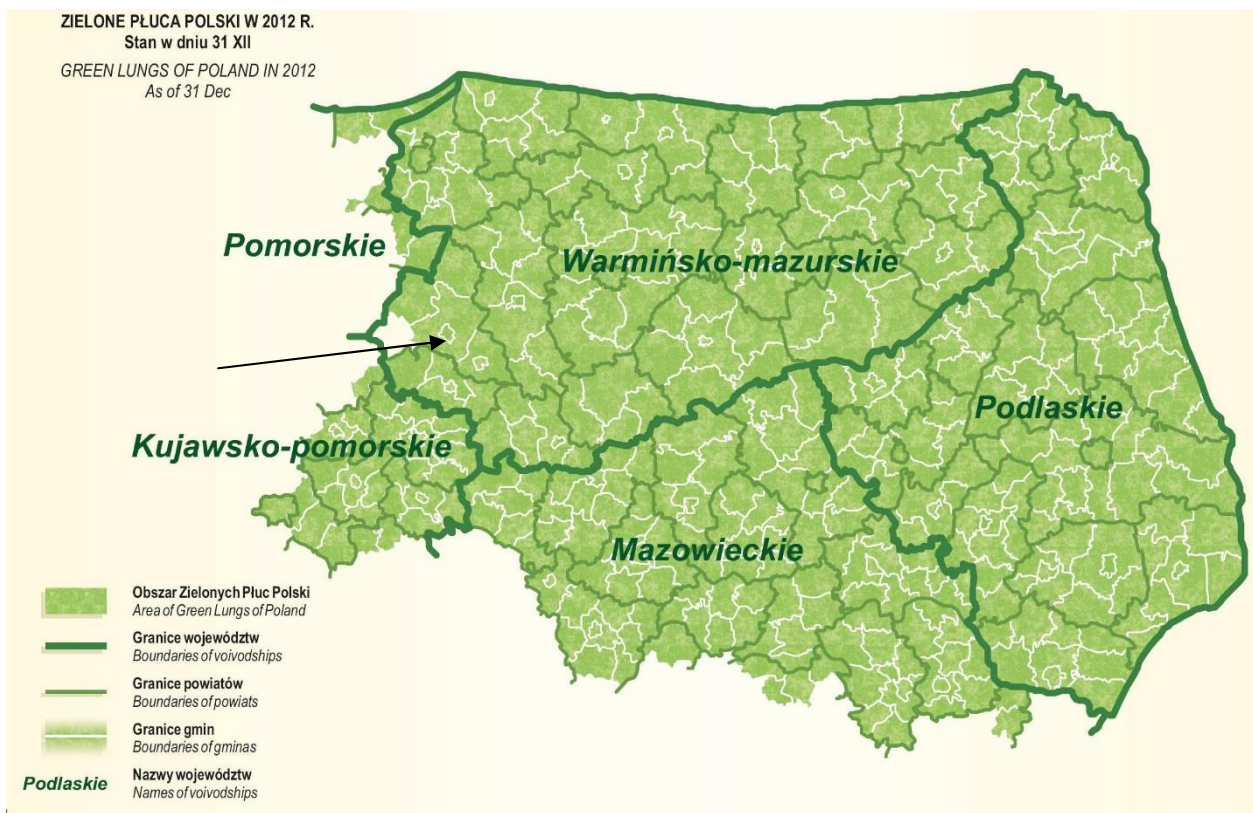 ZIELONE PŁUCA POLSKI W 2012 R.
Stan w dniu 31 XII
GREEN LUNGS OF POLAND IN 2012
As of 31 Dec
Pomorskie
Warmińsko-mazurskie
Podlaskie
Kujawsko-pomorskie
Mazowieckie
Obszar Zielonych Płuc Polski
Area of Green Lungs of Poland
Granice województw
Boundaries of voivodships
Granice powiatów
Boundaries of powiats
Granice gmin
Boundaries of gminas
Podlaskie
Nazwy województw
Names of voivodships